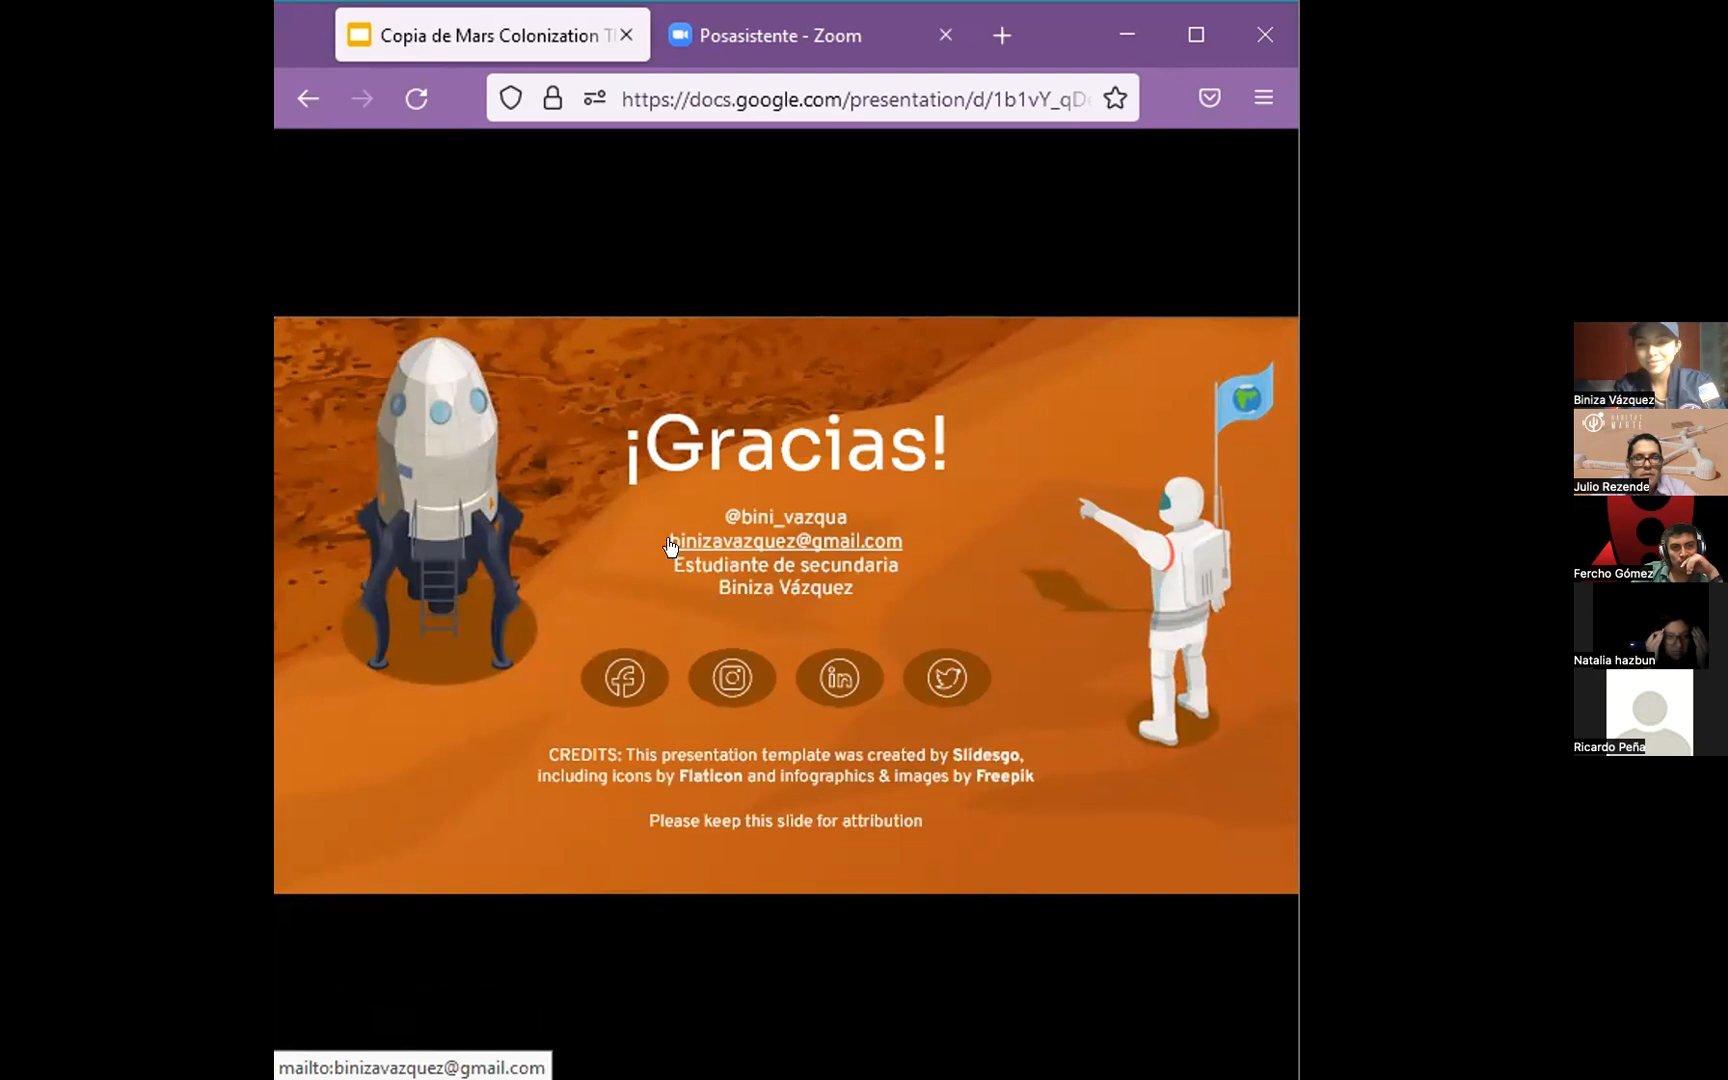 Copia de Mars Colonization T
Posasistente - Zoom
https://docs.google.com/presentation/d/1b1vY_qD
¡Gracias!
@bini_vazqua
binizavazquez@gmail.com
Estudiante de secundaria
Biniza Vázquez
CREDITS: This presentation template was created by Slidesgo,
including icons by Flaticon and infographics & images by Freepik
Please keep this slide for attribution
mailto:binizavazquez@gmail.com
Biniza Vázquez
HABITAT
MARTE
Julio Rezende
Fercho Gómez
Natalia hazbun
Ricardo Peña